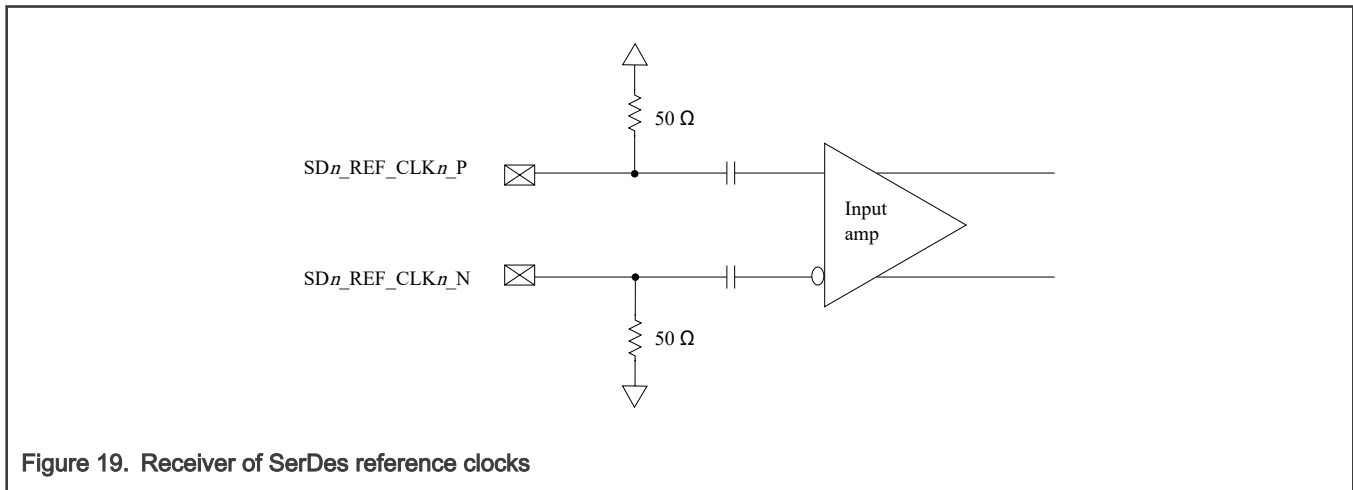 50 Ω
SDn_REF_CLKn_P
Input
amp
SDn_REF_CLKn_N
50 Ω
Figure 19. Receiver of SerDes reference clocks